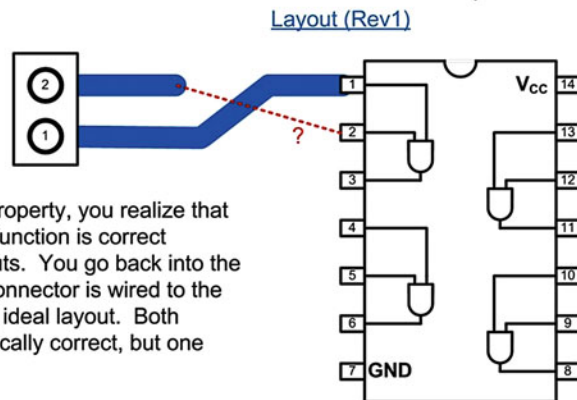 Layout (Rev1)
2
1
?
1
2
3
4
5
6
7 GND
VCC 14
13
12
11
10
9
8
roperty, you realize that
unction is correct
uts. You go back into the
onnector is wired to the
ideal layout. Both
cally correct, but one